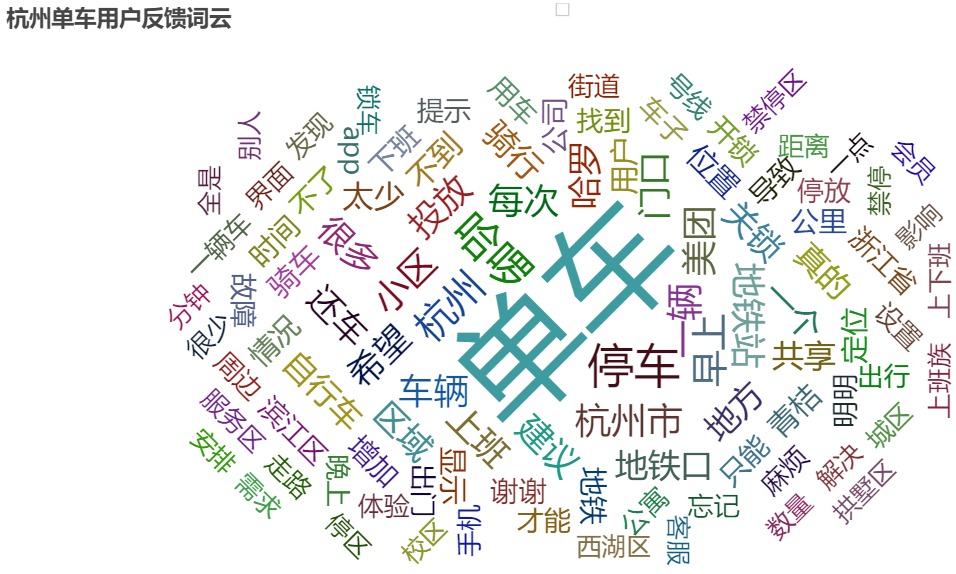 杭州单车用户反馈词云
街道
号线
禁停区
锁车
用车
提示
公司
找到
车子
开锁
距离
一点
会员
别人
发现
app
下班
不到
骑行
哈罗
用户
门口
位置
导致
停放
禁停
影响
全是
界面
不了
太少
投放
每次
公里
一辆车
时间
很多
哈啰
单车
美团
关锁
真的
浙江省
上下班
骑车
小区
杭州
分钟
故障
还车
一辆
地铁站
一个
定位
设置
很少
情况
希望
停车
早上
共享
出行
上班族
周边
自行车
车辆
明明
服务区
滨江区
区域
上班
建议
杭州市
地方
青桔
城区
安排
走路
增加
显示
地铁口
只能
麻烦
解决
需求
晚上
体验
出门
谢谢
地铁
公寓
忘记
数量
拱墅区
停区
校区
手机
才能
西湖区
客服